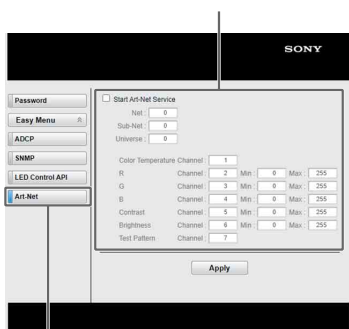 SONY
Password
Easy Menu
ADCP
SNMP
LED Control API
Art-Net
Start Art-Net Service
Net : 0
Sub-Net : 0
Universe : 0
Color Temperature Channel : 1
R Channel : 2 Min : 0 Max : 255
G Channel : 3 Min : 0 Max : 255
B Channel : 4 Min : 0 Max : 255
Contrast Channel : 5 Min : 0 Max : 255
Brightness Channel : 6 Min : 0 Max : 255
Test Pattern Channel : 7
Apply